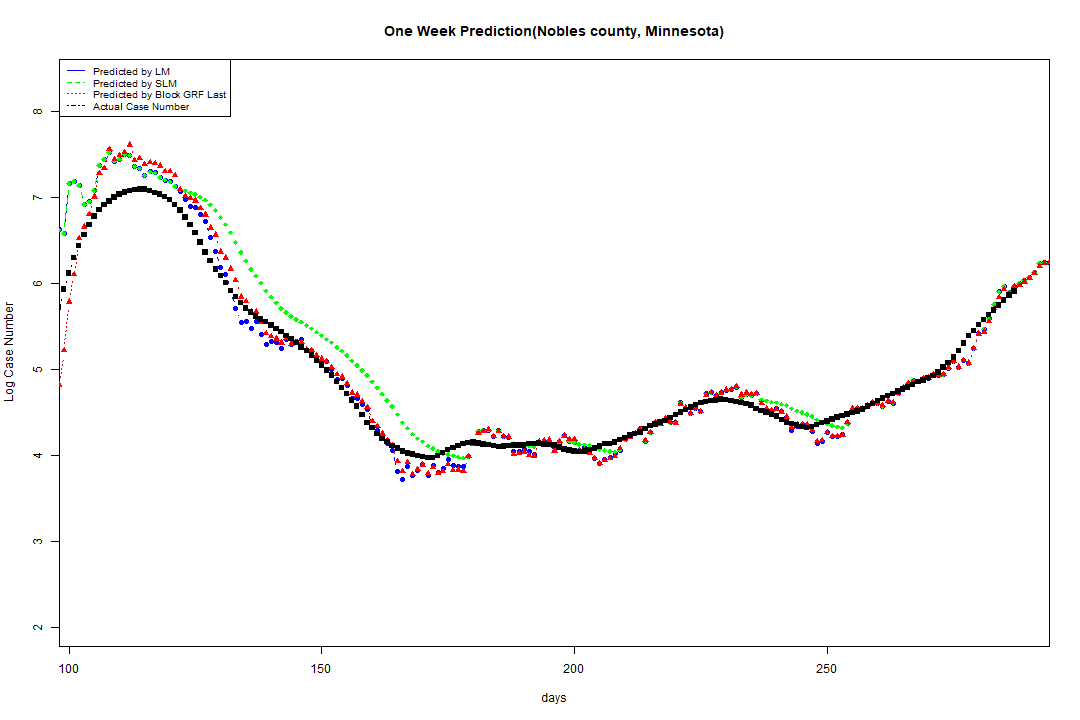 One Week Prediction(Nobles county, Minnesota)
Predicted by LM
Predicted by SLM
Predicted by Block GRF Last
Actual Case Number
Log Case Number
8
7
6
5
4
3
2
100 150 200 250
days